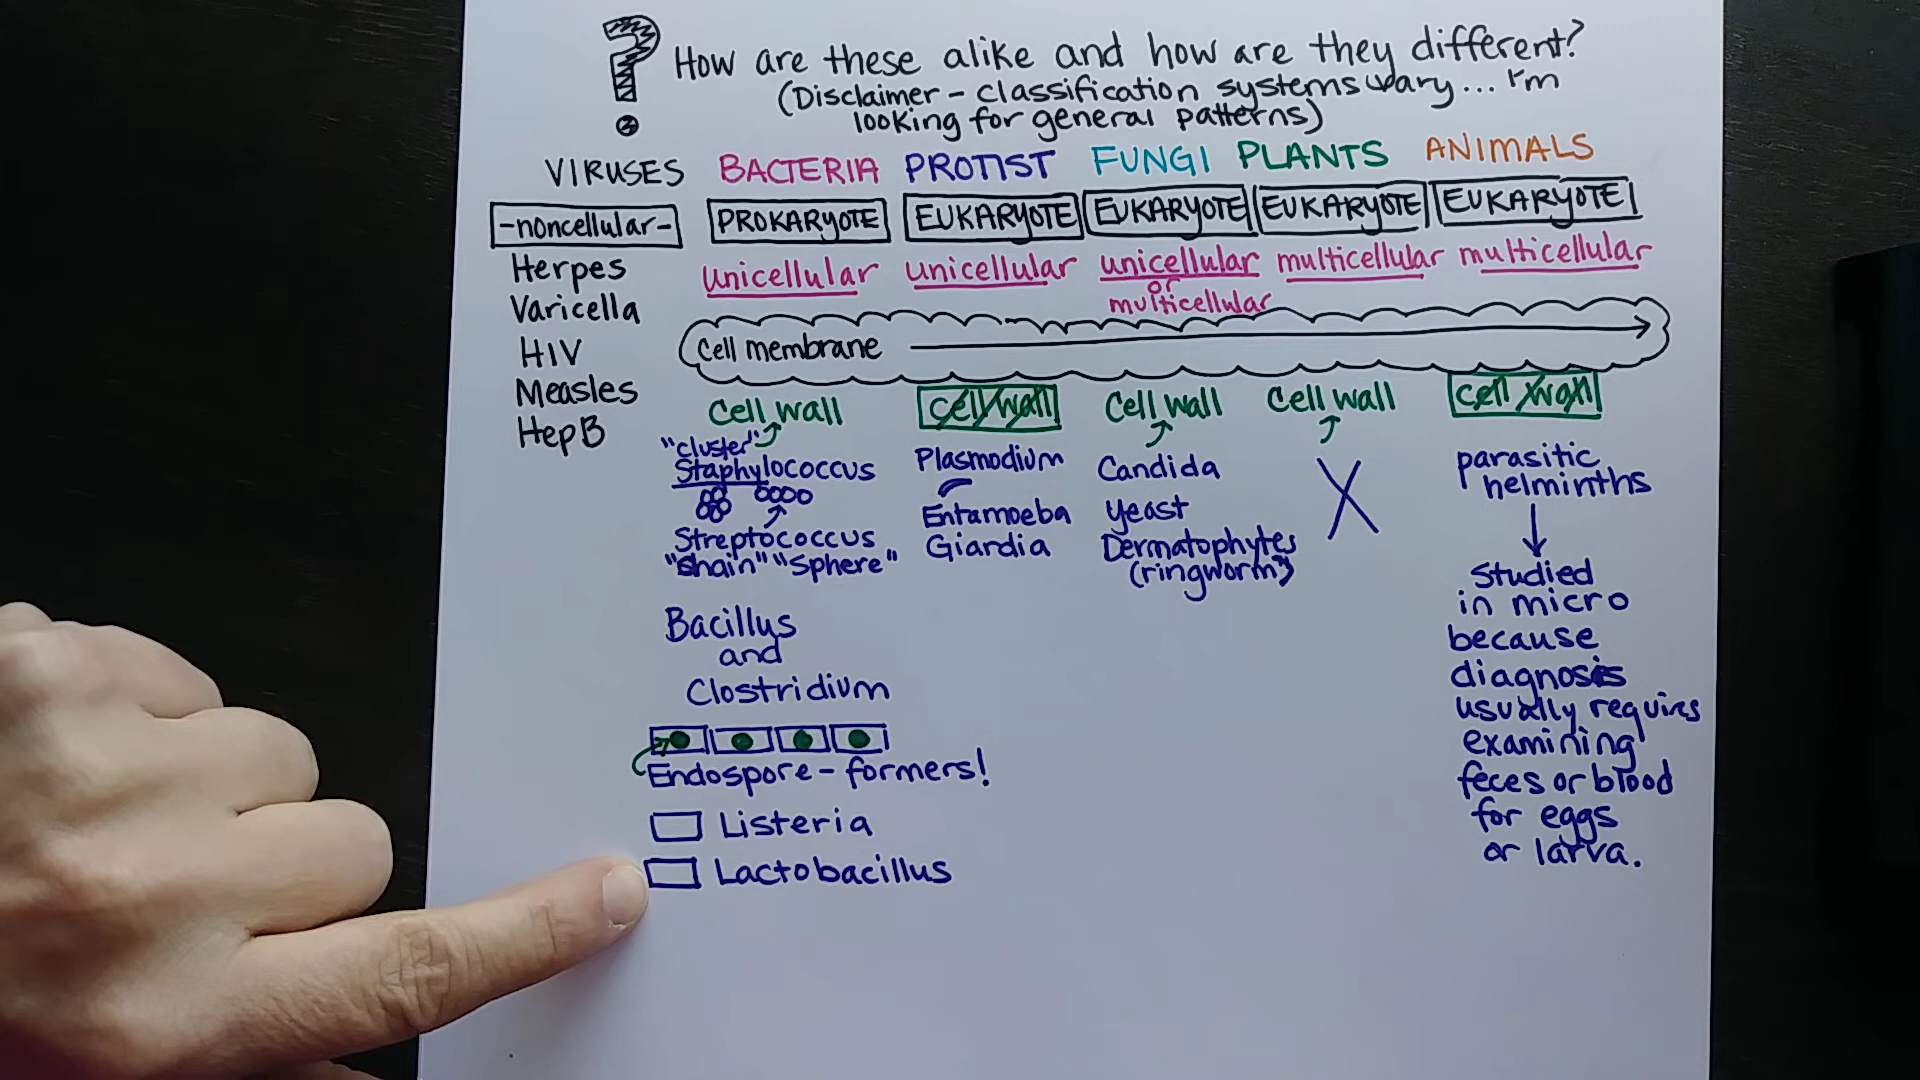 ? How are these alike and how are they different?
(Disclaimer - classification systems vary... I'm
looking for general patterns)
VIRUSES BACTERIA PROTIST FUNGI PLANTS ANIMALS
-noncellular- PROKARYOTE EUKARYOTE EUKARYOTE EUKARYOTE EUKARYOTE
Herpes
Varicella
HIV
Measles
HepB
unicellular unicellular unicellular multicellular multicellular
or
multicellular
Cell membrane
Cell wall cell wall Cell wall Cell wall cell wall
"cluster"
Staphylococcus
Streptococcus
"chain" "Sphere"
Bacillus
and
Clostridium
Endospore-formers!
Listeria
Lactobacillus
Plasmodium
Entamoeba
Giardia
Candida
Yeast
Dermatophytes
(ringworm)
X
parasitic
helminths
Studied
in micro
because
diagnosis
usually requires
examining
feces or blood
for eggs
or larva.